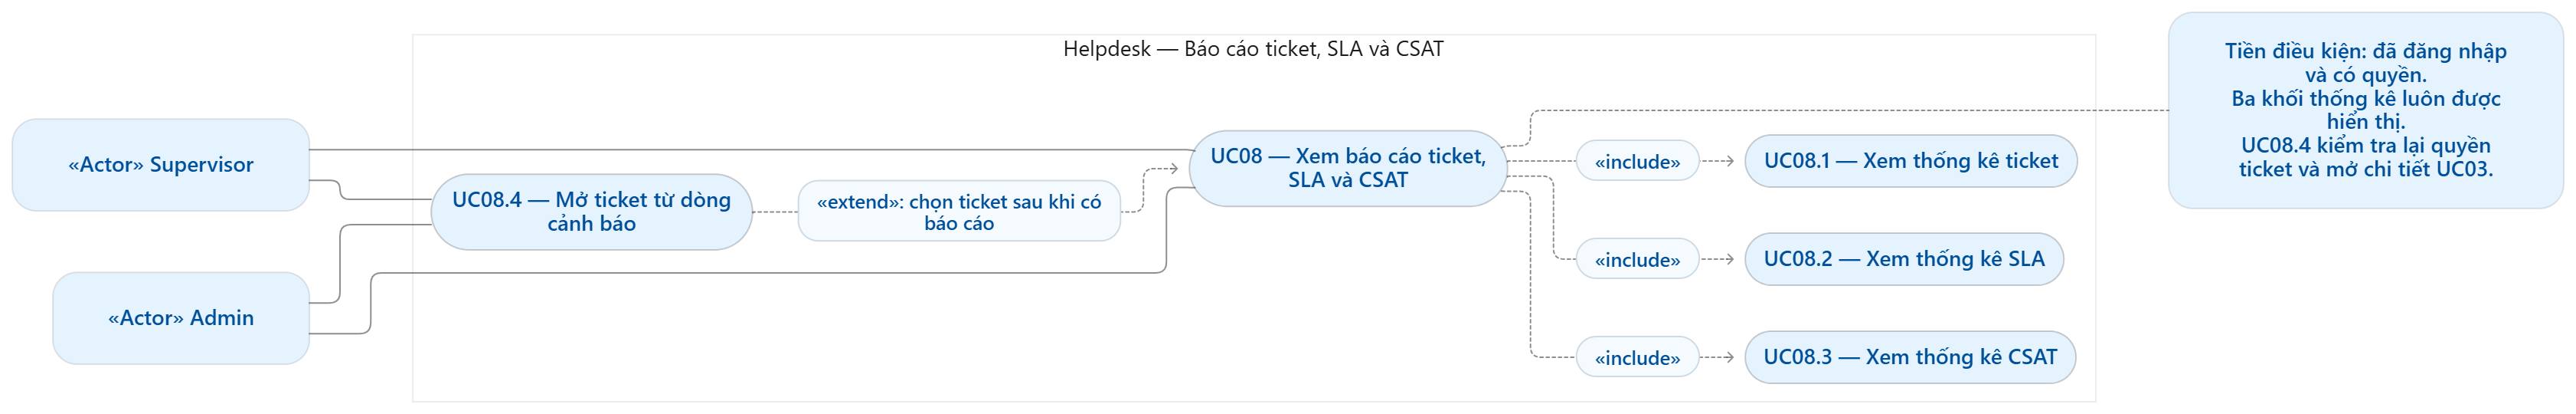 Helpdesk — Báo cáo ticket, SLA và CSAT
«Actor» Supervisor
«Actor» Admin
UC08.4 — Mở ticket từ dòng
cảnh báo
«extend»: chọn ticket sau khi có
báo cáo
UC08 — Xem báo cáo ticket,
SLA và CSAT
«include»
UC08.1 — Xem thống kê ticket
«include»
UC08.2 — Xem thống kê SLA
«include»
UC08.3 — Xem thống kê CSAT
Tiền điều kiện: đã đăng nhập
và có quyền.
Ba khối thống kê luôn được
hiển thị.
UC08.4 kiểm tra lại quyền
ticket và mở chi tiết UC03.